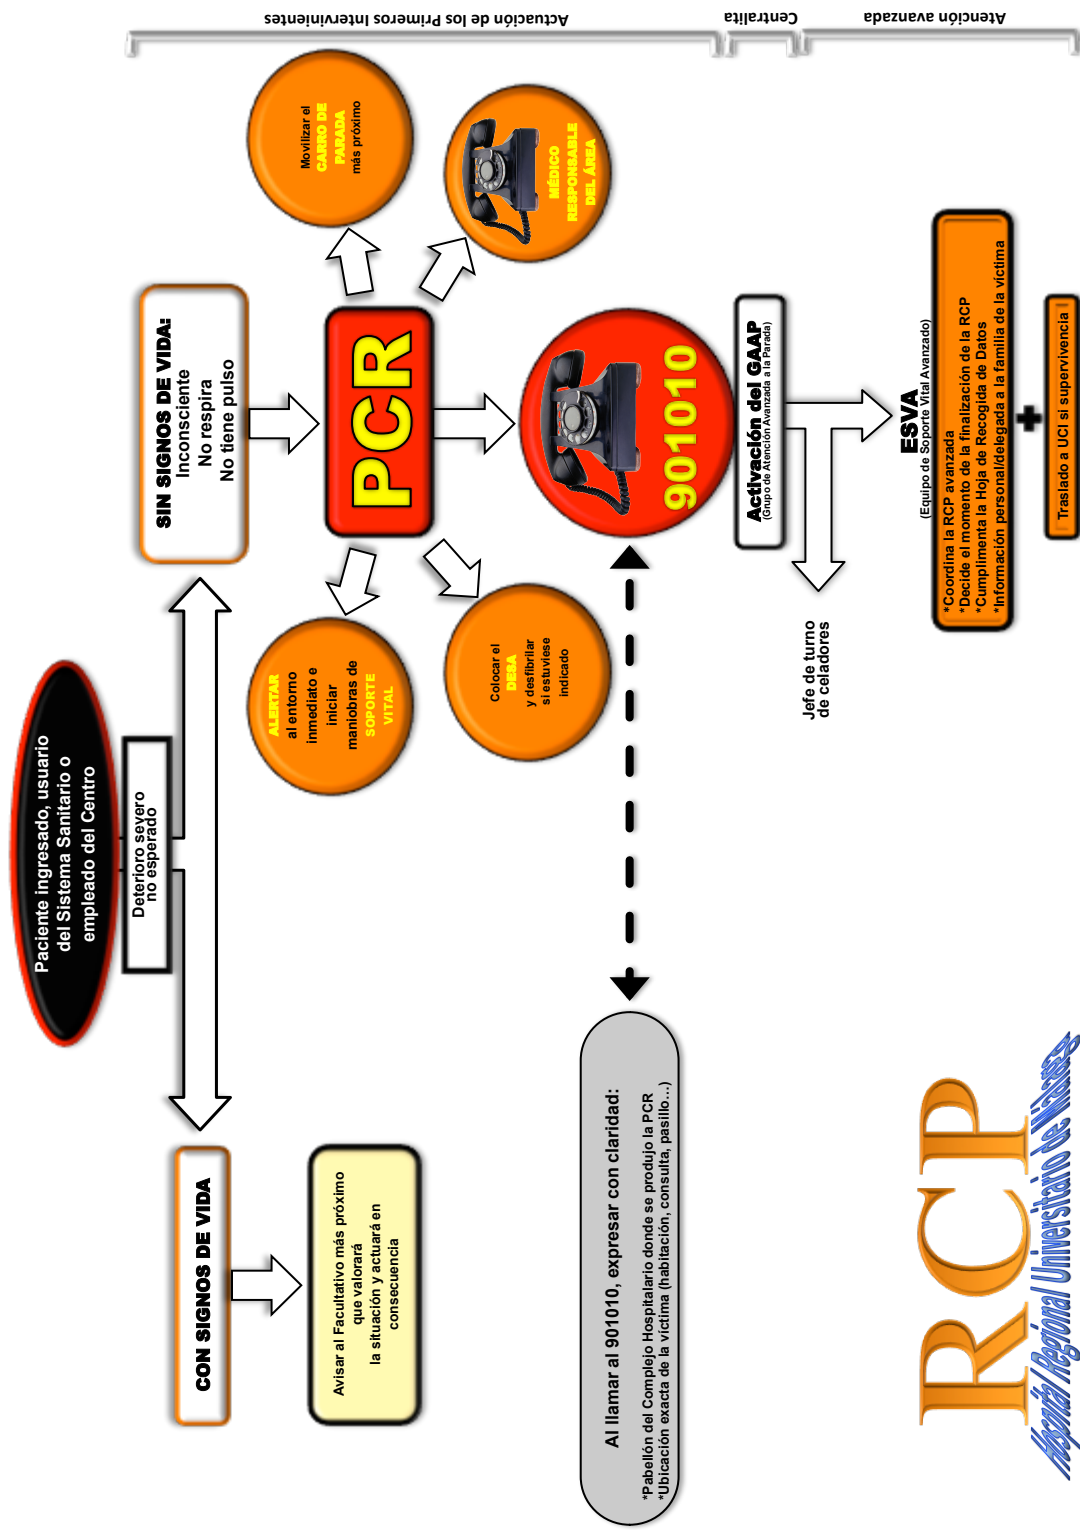 Paciente ingresado, usuario
del Sistema Sanitario o
empleado del Centro
Deterioro severo
no esperado
CON SIGNOS DE VIDA
Avisar al Facultativo más próximo
que valorará
la situación y actuará en
consecuencia
SIN SIGNOS DE VIDA:
Inconsciente
No respira
No tiene pulso
PCR
ALERTAR
al entorno
inmediato e
iniciar
maniobras de
SOPORTE
VITAL
Movilizar el
CARRO DE
PARADA
más próximo
Colocar el
DESA
y desfibrilar
si estuviese
indicado
MÉDICO
RESPONSABLE
DEL ÁREA
901010
Al llamar al 901010, expresar con claridad:
*Pabellón del Complejo Hospitalario donde se produjo la PCR
*Ubicación exacta de la víctima (habitación, consulta, pasillo...)
Activación del GAAP
(Grupo de Atención Avanzada a la Parada)
Jefe de turno
de celadores
ESVA
(Equipo de Soporte Vital Avanzado)
*Coordina la RCP avanzada
*Decide el momento de la finalización de la RCP
*Cumplimenta la Hoja de Recogida de Datos
*Información personal/delegada a la familia de la víctima
Traslado a UCI si supervivencia
Actuación de los Primeros Intervinientes
Centralita
Atención avanzada
RCP
Hospital Regional Universitario de Málaga